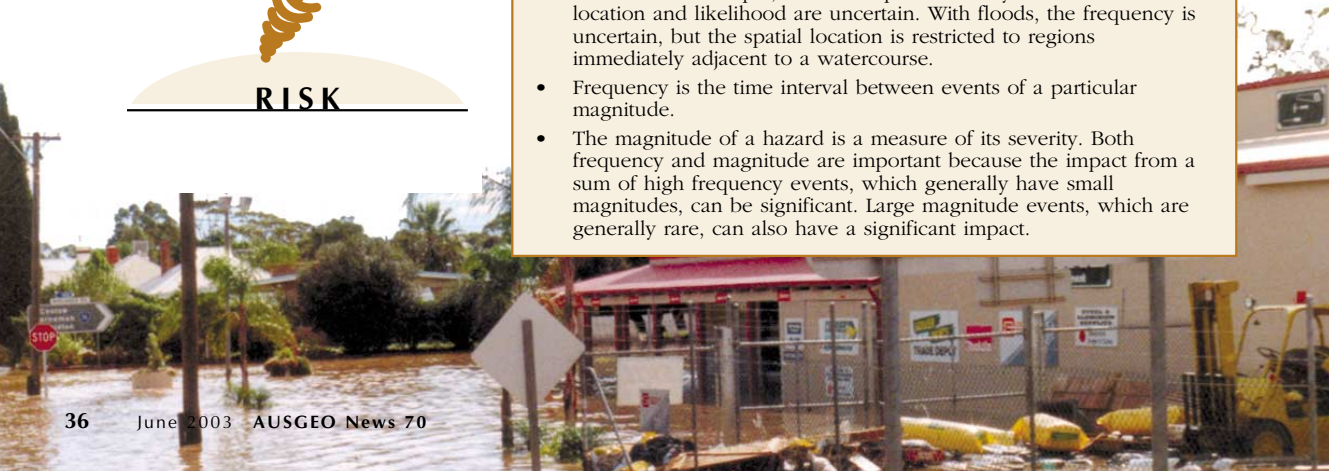 RISK
location and likelihood are uncertain. With floods, the frequency is
uncertain, but the spatial location is restricted to regions
immediately adjacent to a watercourse.
• Frequency is the time interval between events of a particular
magnitude.
• The magnitude of a hazard is a measure of its severity. Both
frequency and magnitude are important because the impact from a
sum of high frequency events, which generally have small
magnitudes, can be significant. Large magnitude events, which are
generally rare, can also have a significant impact.
STOP
TRADE DEPOT
36 June 2003 AUSGEO News 70